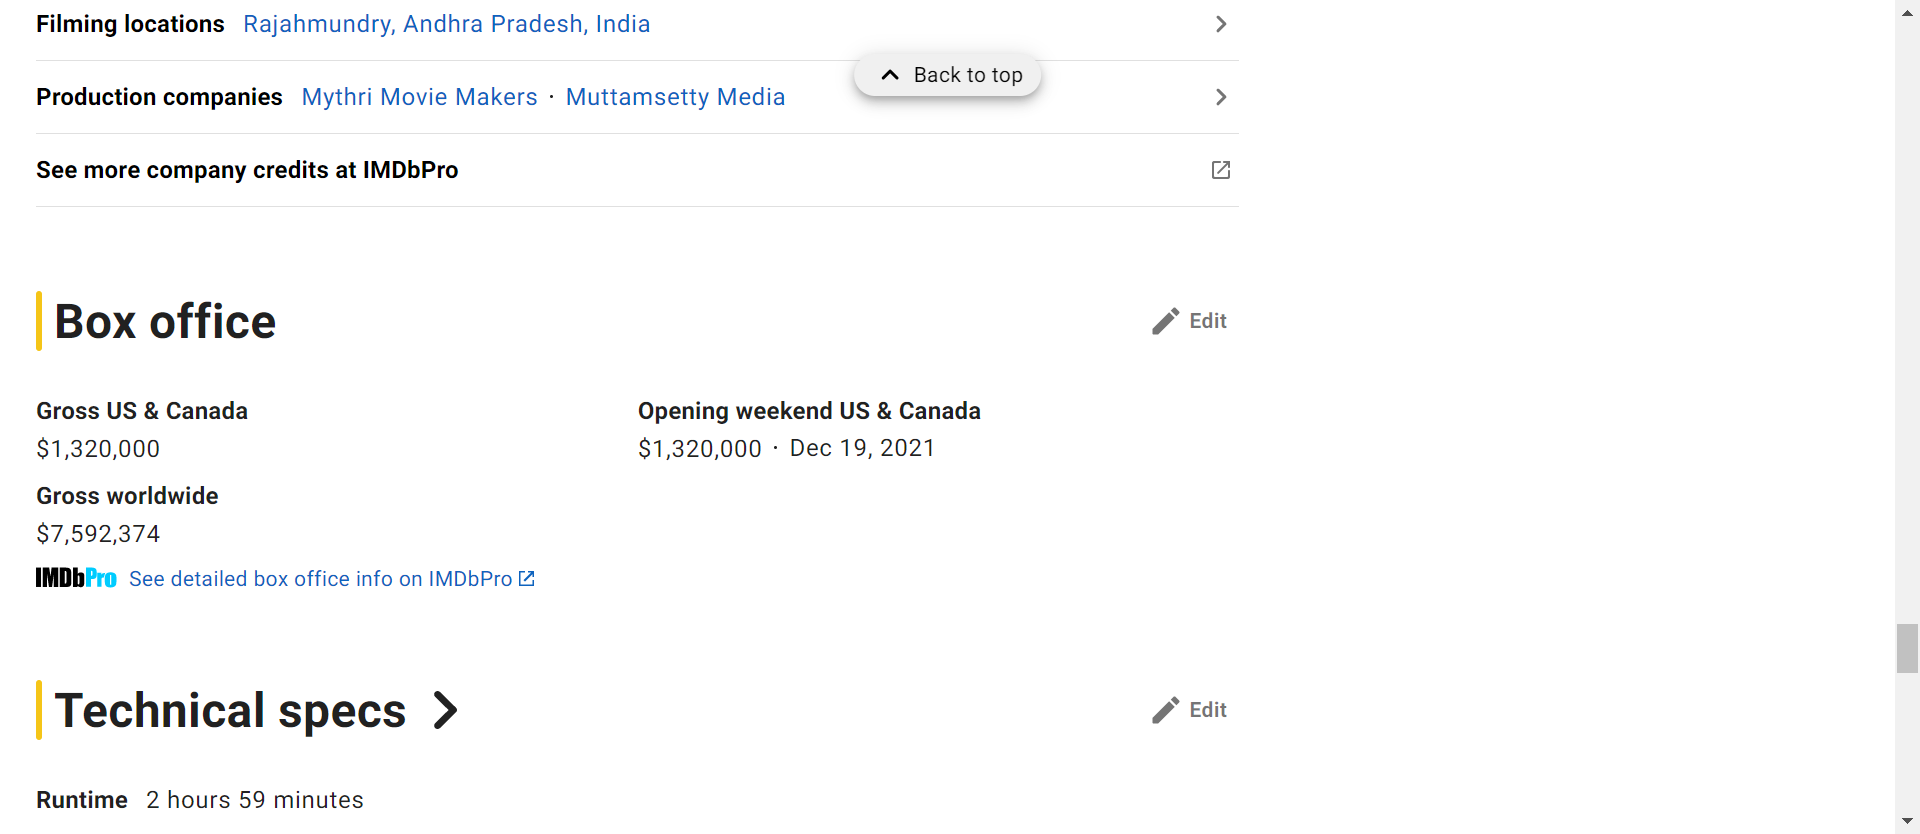 Filming locations Rajahmundry, Andhra Pradesh, India
Back to top
Production companies Mythri Movie Makers · Muttamsetty Media
See more company credits at IMDbPro
Box office
Edit
Gross US & Canada
$1,320,000
Opening weekend US & Canada
$1,320,000 · Dec 19, 2021
Gross worldwide
$7,592,374
IMDbPro See detailed box office info on IMDbPro
Technical specs
Edit
Runtime 2 hours 59 minutes